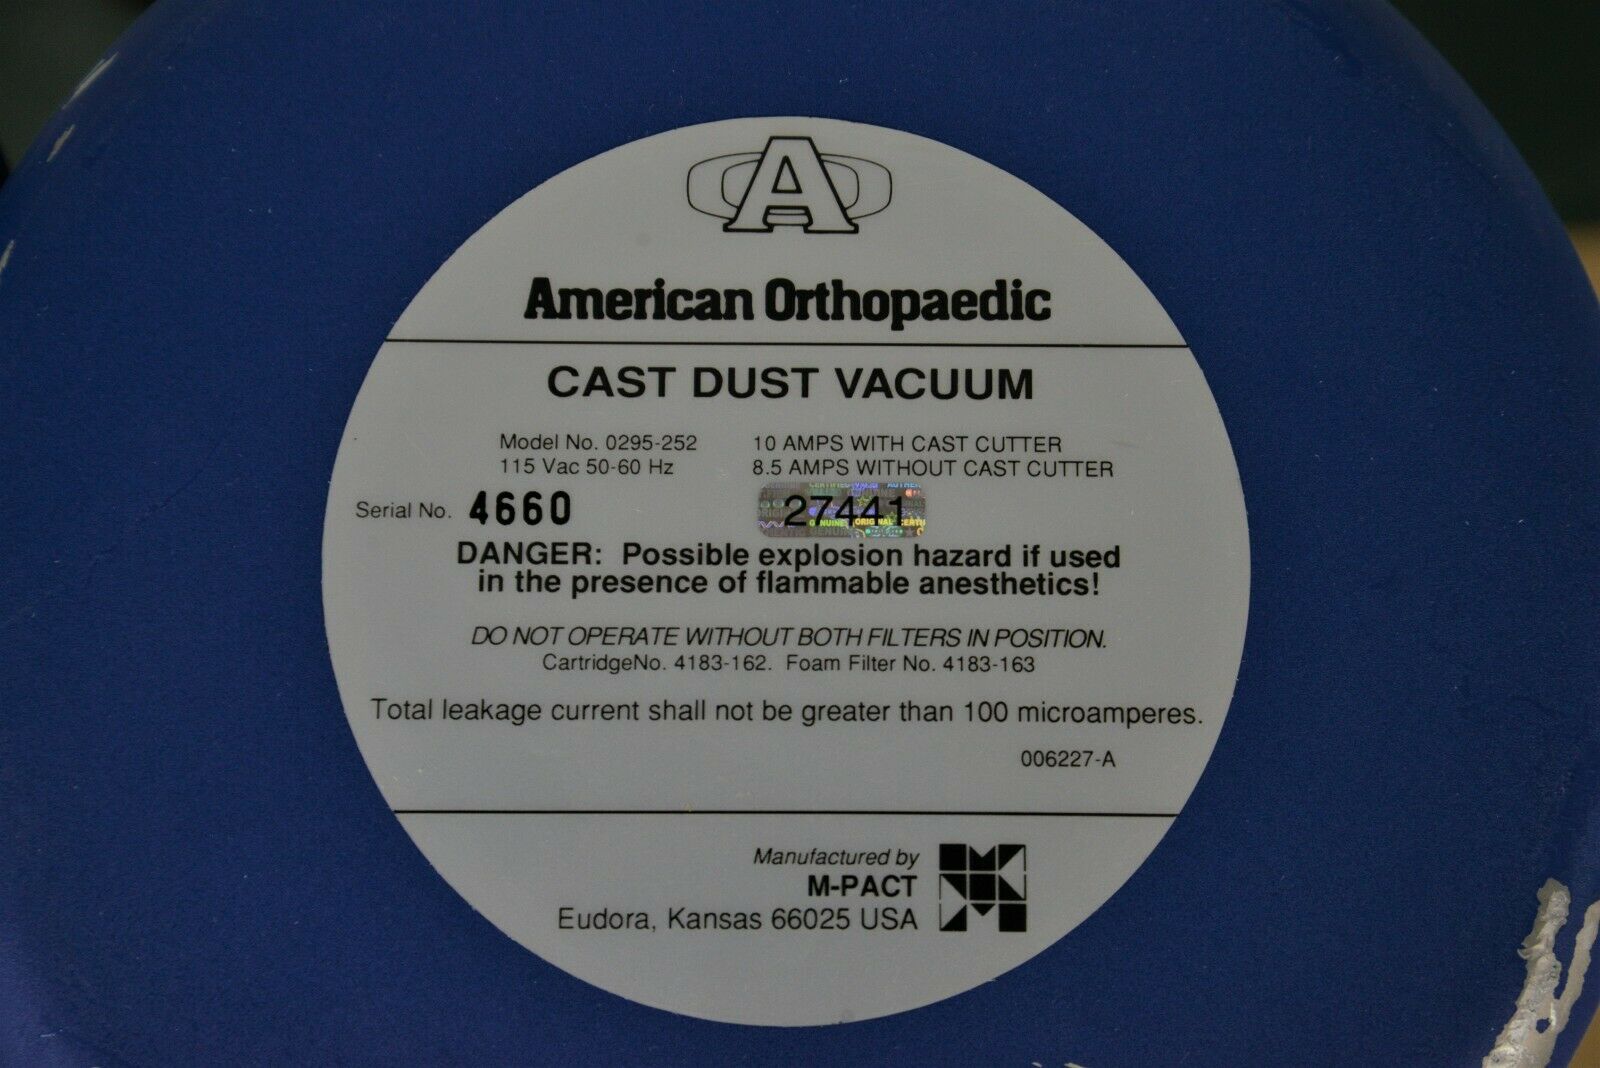 A
American Orthopaedic
CAST DUST VACUUM
Model No. 0295-252 10 AMPS WITH CAST CUTTER
115 Vac 50-60 Hz 8.5 AMPS WITHOUT CAST CUTTER
Serial No. 4660 27441
GENUINE ORIGINAL
DANGER: Possible explosion hazard if used
in the presence of flammable anesthetics!
DO NOT OPERATE WITHOUT BOTH FILTERS IN POSITION.
CartridgeNo. 4183-162. Foam Filter No. 4183-163
Total leakage current shall not be greater than 100 microamperes.
006227-A
Manufactured by
M-PACT
Eudora, Kansas 66025 USA